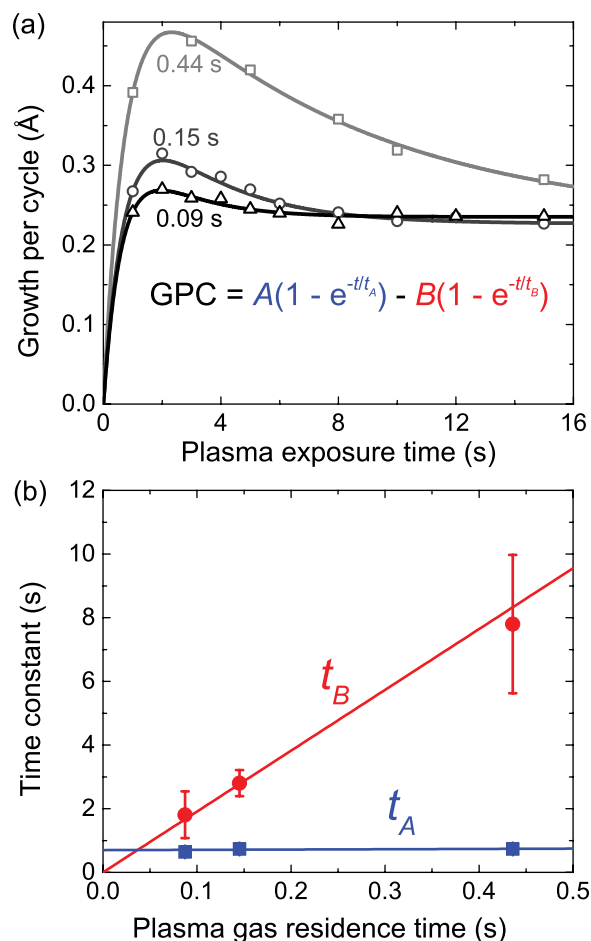 (a)
Growth per cycle (Å)
0.4
0.3
0.2
0.1
0.0
0.44 s
0.15 s
0.09 s
GPC = A(1 - e^{-t/t_A}) - B(1 - e^{-t/t_B})
0 4 8 12 16
Plasma exposure time (s)
(b)
Time constant (s)
12
10
8
6
4
2
0
t_B
t_A
0.0 0.1 0.2 0.3 0.4 0.5
Plasma gas residence time (s)